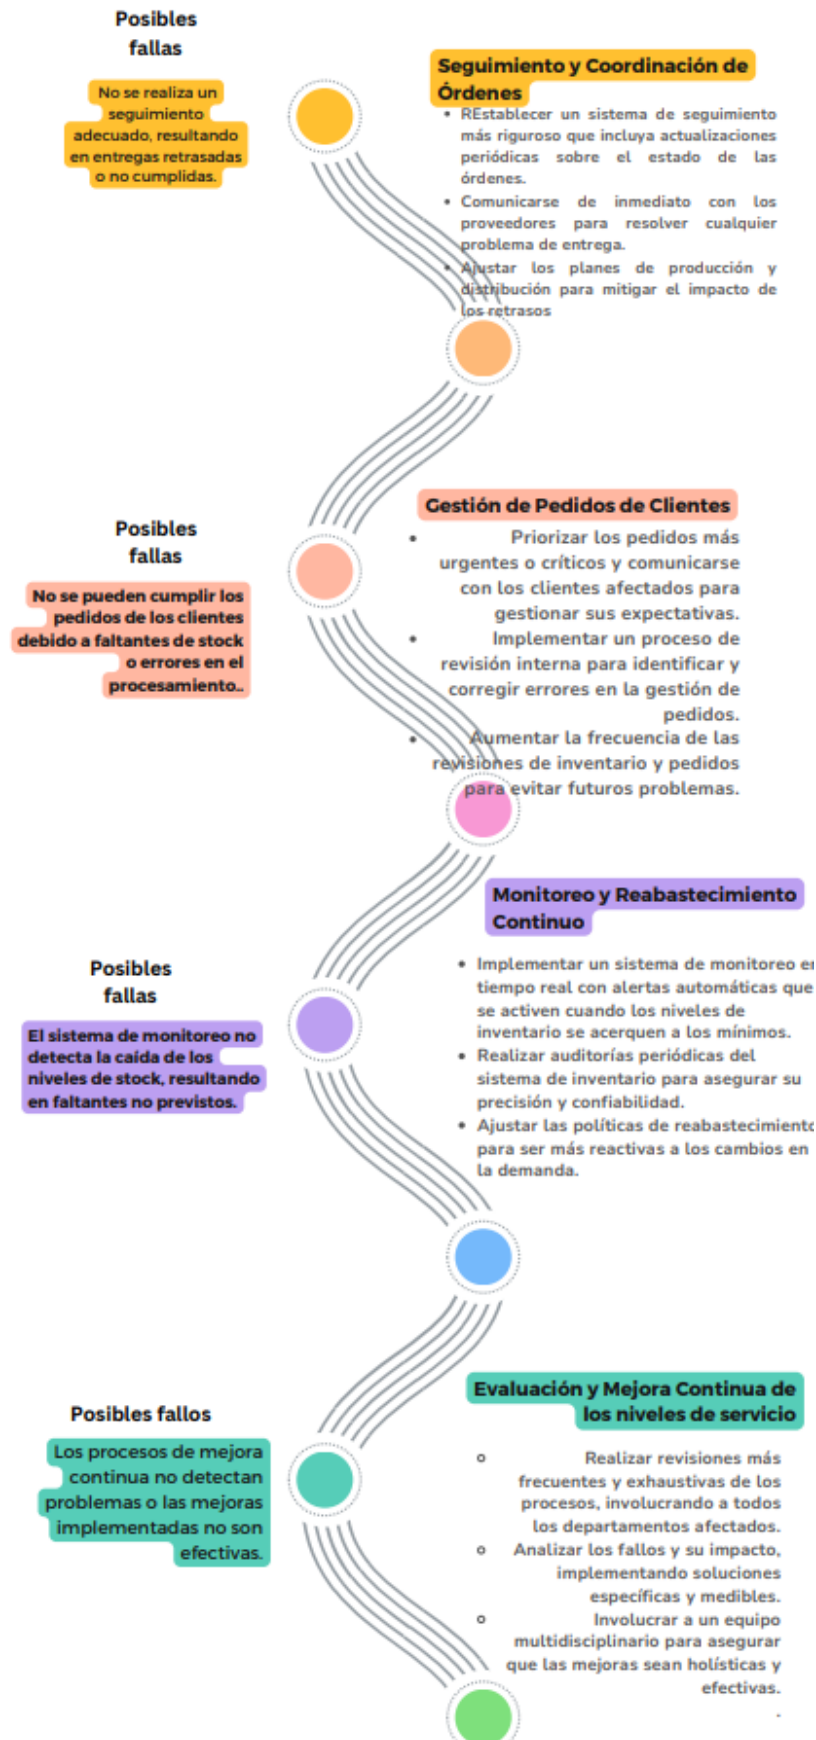 Posibles
fallas
No se realiza un
seguimiento
adecuado, resultando
en entregas retrasadas
o no cumplidas.
Seguimiento y Coordinación de
Órdenes
• REstablecer un sistema de seguimiento
más riguroso que incluya actualizaciones
periódicas sobre el estado de las
órdenes.
• Comunicarse de inmediato con los
proveedores para resolver cualquier
problema de entrega.
• Ajustar los planes de producción y
distribución para mitigar el impacto de
los retrasos
Posibles
fallas
No se pueden cumplir los
pedidos de los clientes
debido a faltantes de stock
o errores en el
procesamiento..
Gestión de Pedidos de Clientes
• Priorizar los pedidos más
urgentes o críticos y comunicarse
con los clientes afectados para
gestionar sus expectativas.
• Implementar un proceso de
revisión interna para identificar y
corregir errores en la gestión de
pedidos.
• Aumentar la frecuencia de las
revisiones de inventario y pedidos
para evitar futuros problemas.
Posibles
fallas
El sistema de monitoreo no
detecta la caída de los
niveles de stock, resultando
en faltantes no previstos.
Monitoreo y Reabastecimiento
Continuo
• Implementar un sistema de monitoreo en
tiempo real con alertas automáticas que
se activen cuando los niveles de
inventario se acerquen a los mínimos.
• Realizar auditorías periódicas del
sistema de inventario para asegurar su
precisión y confiabilidad.
• Ajustar las políticas de reabastecimiento
para ser más reactivas a los cambios en
la demanda.
Posibles fallos
Los procesos de mejora
continua no detectan
problemas o las mejoras
implementadas no son
efectivas.
Evaluación y Mejora Continua de
los niveles de servicio
◦ Realizar revisiones más
frecuentes y exhaustivas de los
procesos, involucrando a todos
los departamentos afectados.
◦ Analizar los fallos y su impacto,
implementando soluciones
específicas y medibles.
◦ Involucrar a un equipo
multidisciplinario para asegurar
que las mejoras sean holísticas y
efectivas.
.